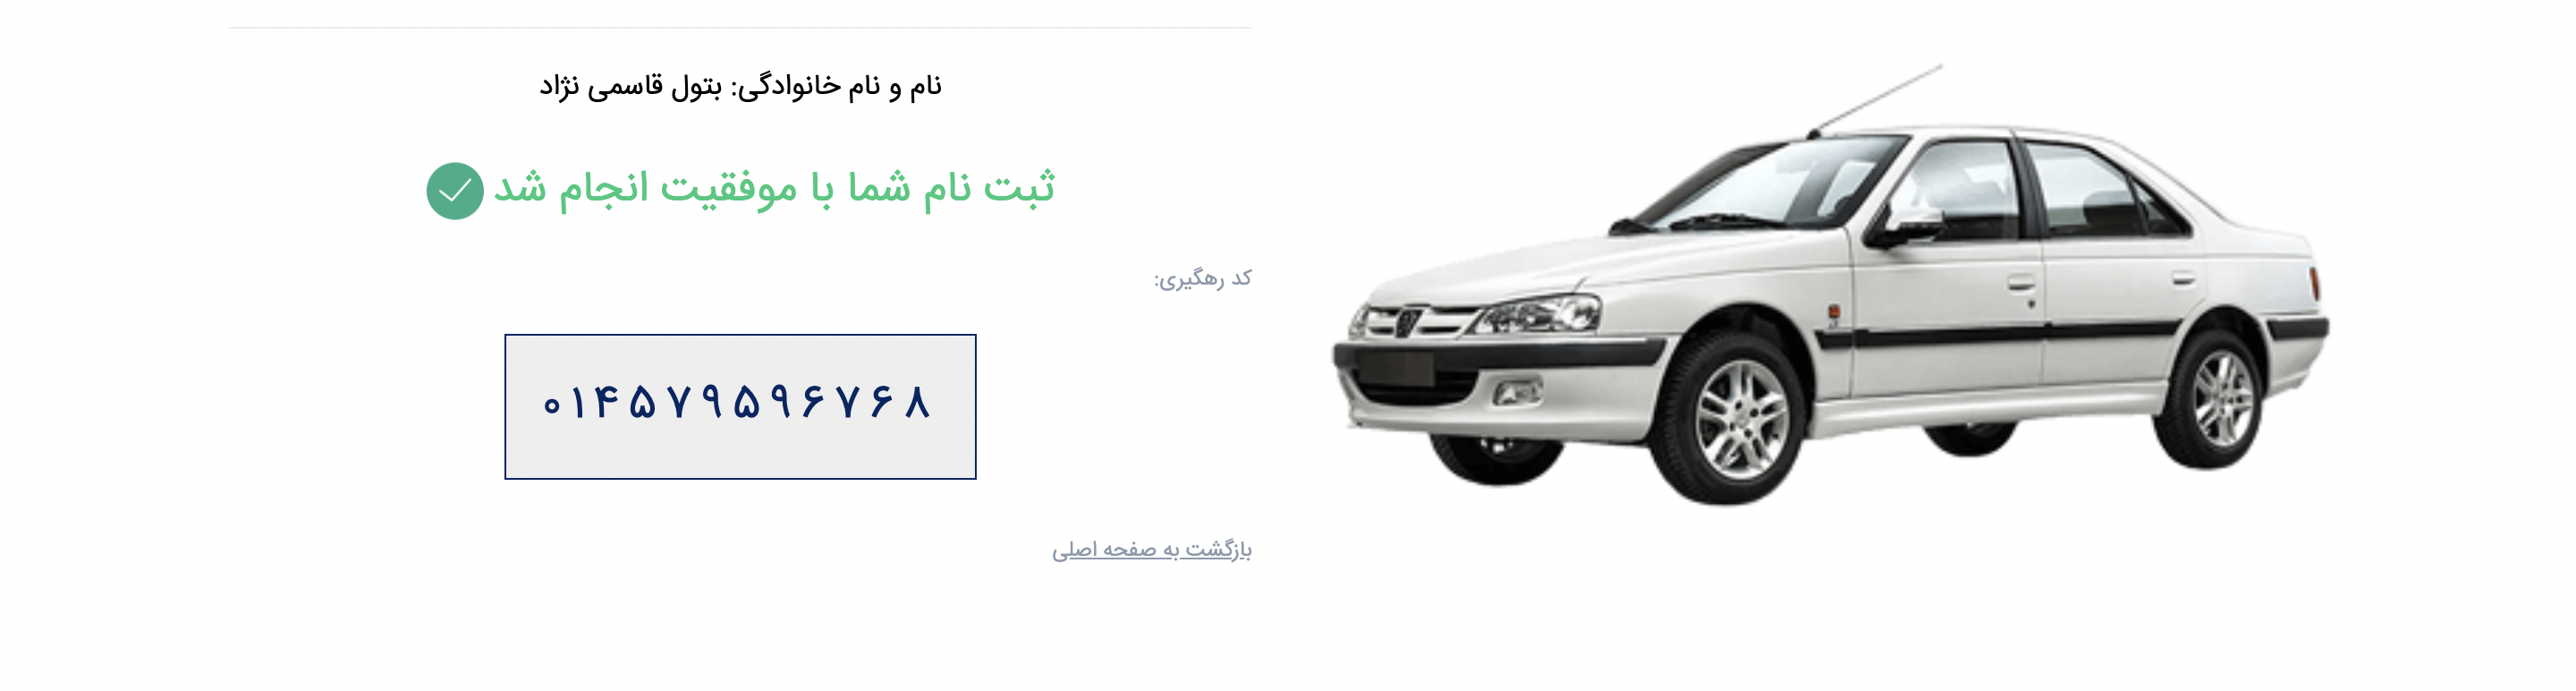 نام و نام خانوادگی: بتول قاسمی نژاد
ثبت نام شما با موفقیت انجام شد
کد رهگیری:
۰۱۴۵۷۹۵۹۶۷۶۸
بازگشت به صفحه اصلی